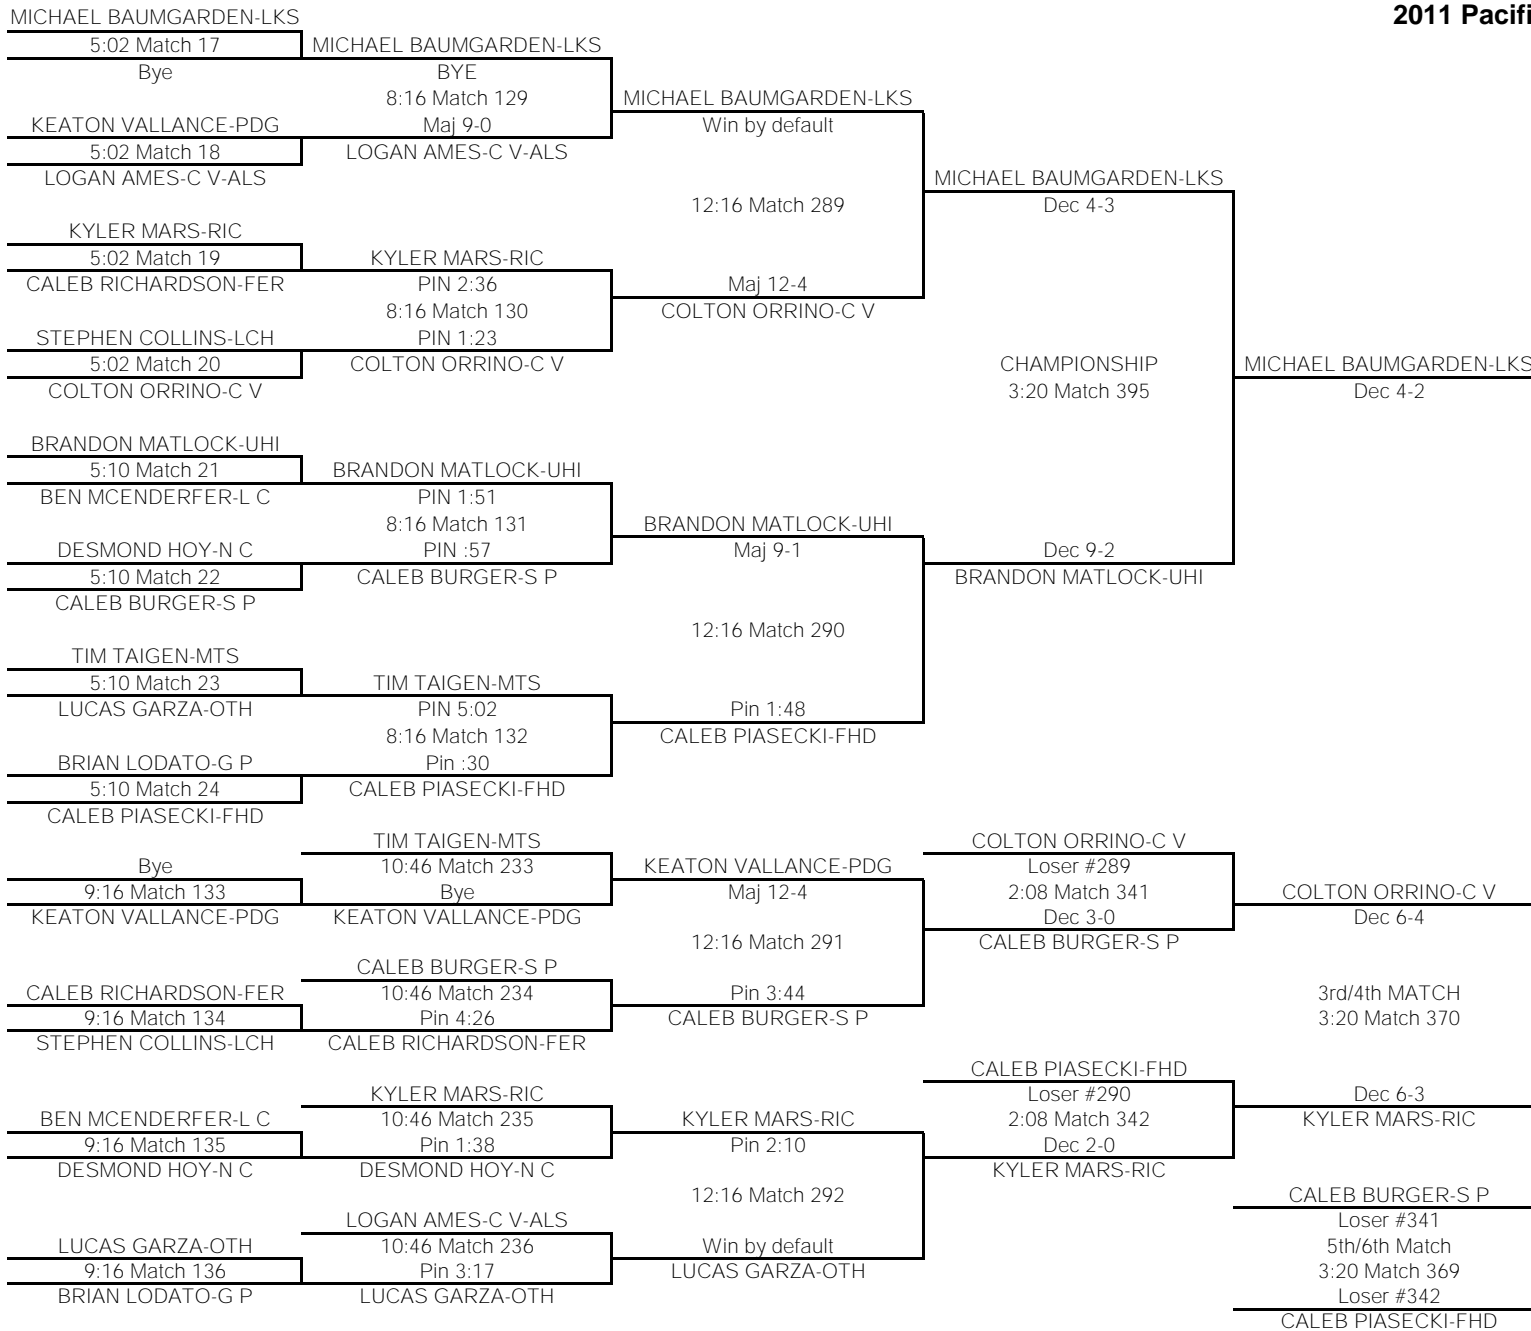 2011 Pacifi
MICHAEL BAUMGARDEN-LKS
5:02 Match 17
Bye
KEATON VALLANCE-PDG
5:02 Match 18
LOGAN AMES-C V-ALS
KYLER MARS-RIC
5:02 Match 19
CALEB RICHARDSON-FER
STEPHEN COLLINS-LCH
5:02 Match 20
COLTON ORRINO-C V
BRANDON MATLOCK-UHI
5:10 Match 21
BEN MCENDERFER-L C
DESMOND HOY-N C
5:10 Match 22
CALEB BURGER-S P
TIM TAIGEN-MTS
5:10 Match 23
LUCAS GARZA-OTH
BRIAN LODATO-G P
5:10 Match 24
CALEB PIASECKI-FHD
MICHAEL BAUMGARDEN-LKS
BYE
8:16 Match 129
Maj 9-0
LOGAN AMES-C V-ALS
KYLER MARS-RIC
PIN 2:36
8:16 Match 130
PIN 1:23
COLTON ORRINO-C V
BRANDON MATLOCK-UHI
PIN 1:51
8:16 Match 131
PIN :57
CALEB BURGER-S P
TIM TAIGEN-MTS
PIN 5:02
8:16 Match 132
Pin :30
CALEB PIASECKI-FHD
MICHAEL BAUMGARDEN-LKS
Win by default
12:16 Match 289
Maj 12-4
COLTON ORRINO-C V
BRANDON MATLOCK-UHI
Maj 9-1
12:16 Match 290
Pin 1:48
CALEB PIASECKI-FHD
MICHAEL BAUMGARDEN-LKS
Dec 4-3
CHAMPIONSHIP
3:20 Match 395
Dec 9-2
BRANDON MATLOCK-UHI
MICHAEL BAUMGARDEN-LKS
Dec 4-2
Bye
9:16 Match 133
KEATON VALLANCE-PDG
CALEB RICHARDSON-FER
9:16 Match 134
STEPHEN COLLINS-LCH
BEN MCENDERFER-L C
9:16 Match 135
DESMOND HOY-N C
LUCAS GARZA-OTH
9:16 Match 136
BRIAN LODATO-G P
TIM TAIGEN-MTS
10:46 Match 233
Bye
KEATON VALLANCE-PDG
CALEB BURGER-S P
10:46 Match 234
Pin 4:26
CALEB RICHARDSON-FER
KYLER MARS-RIC
10:46 Match 235
Pin 1:38
DESMOND HOY-N C
LOGAN AMES-C V-ALS
10:46 Match 236
Pin 3:17
LUCAS GARZA-OTH
KEATON VALLANCE-PDG
Maj 12-4
12:16 Match 291
Pin 3:44
CALEB BURGER-S P
KYLER MARS-RIC
Pin 2:10
12:16 Match 292
Win by default
LUCAS GARZA-OTH
COLTON ORRINO-C V
Loser #289
2:08 Match 341
Dec 3-0
CALEB BURGER-S P
CALEB PIASECKI-FHD
Loser #290
2:08 Match 342
Dec 2-0
KYLER MARS-RIC
COLTON ORRINO-C V
Dec 6-4
3rd/4th MATCH
3:20 Match 370
Dec 6-3
KYLER MARS-RIC
CALEB BURGER-S P
Loser #341
5th/6th Match
3:20 Match 369
Loser #342
CALEB PIASECKI-FHD